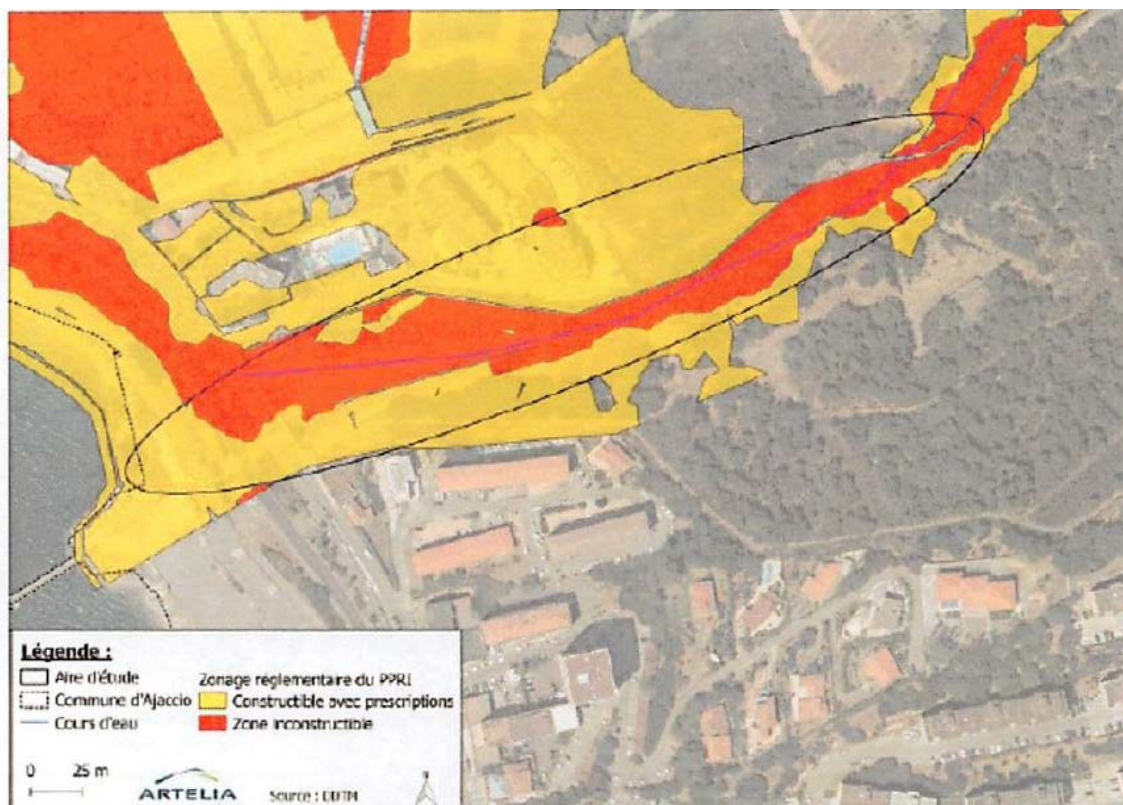 Légende :
Aire d'étude
Commune d'Ajaccio
Cours d'eau
Zonage réglementaire du PPRI
Constructible avec prescriptions
Zone inconstructible
0 25 m
ARTELIA
Source : DDTM
N